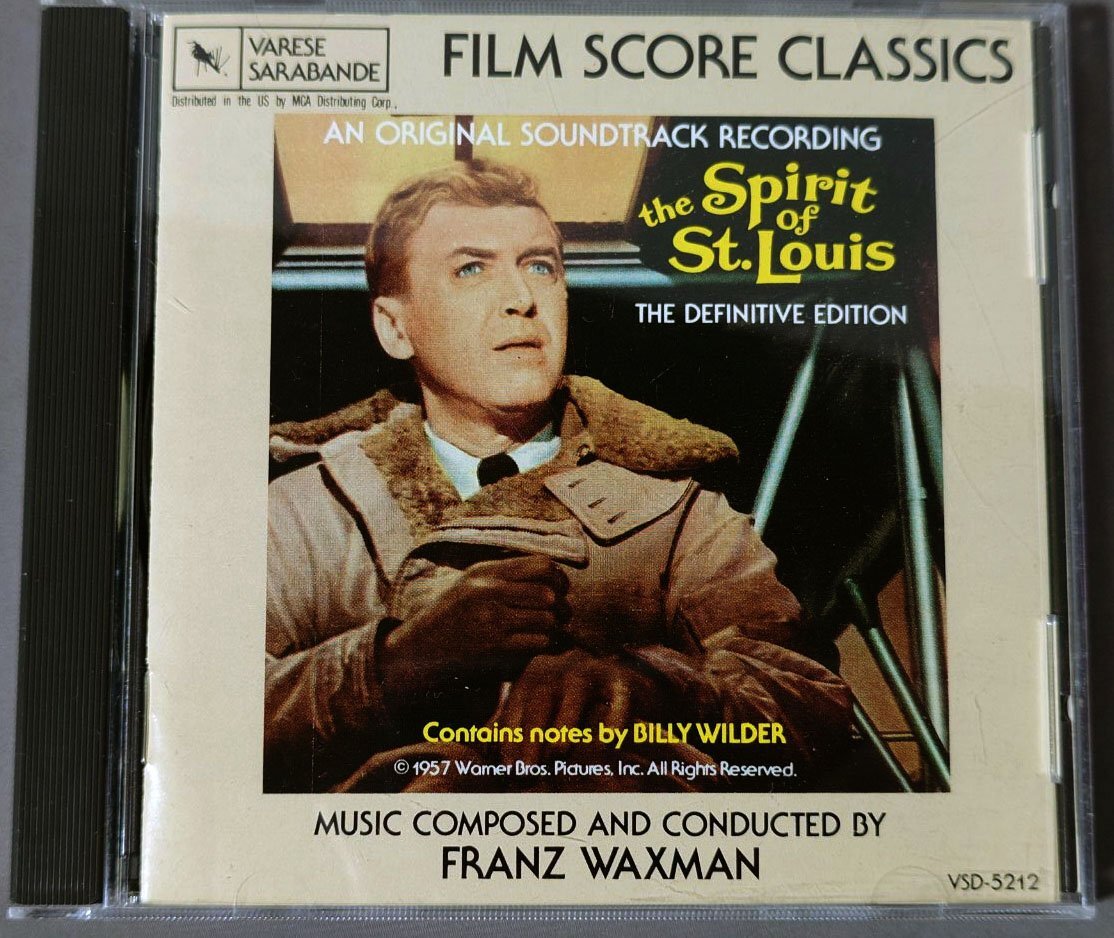 VARESE
SARABANDE
Distributed in the US by MCA Distributing Corp.,
FILM SCORE CLASSICS
AN ORIGINAL SOUNDTRACK RECORDING
the Spirit
of
St. Louis
THE DEFINITIVE EDITION
Contains notes by BILLY WILDER
© 1957 Warner Bros. Pictures, Inc. All Rights Reserved.
MUSIC COMPOSED AND CONDUCTED BY
FRANZ WAXMAN
VSD-5212